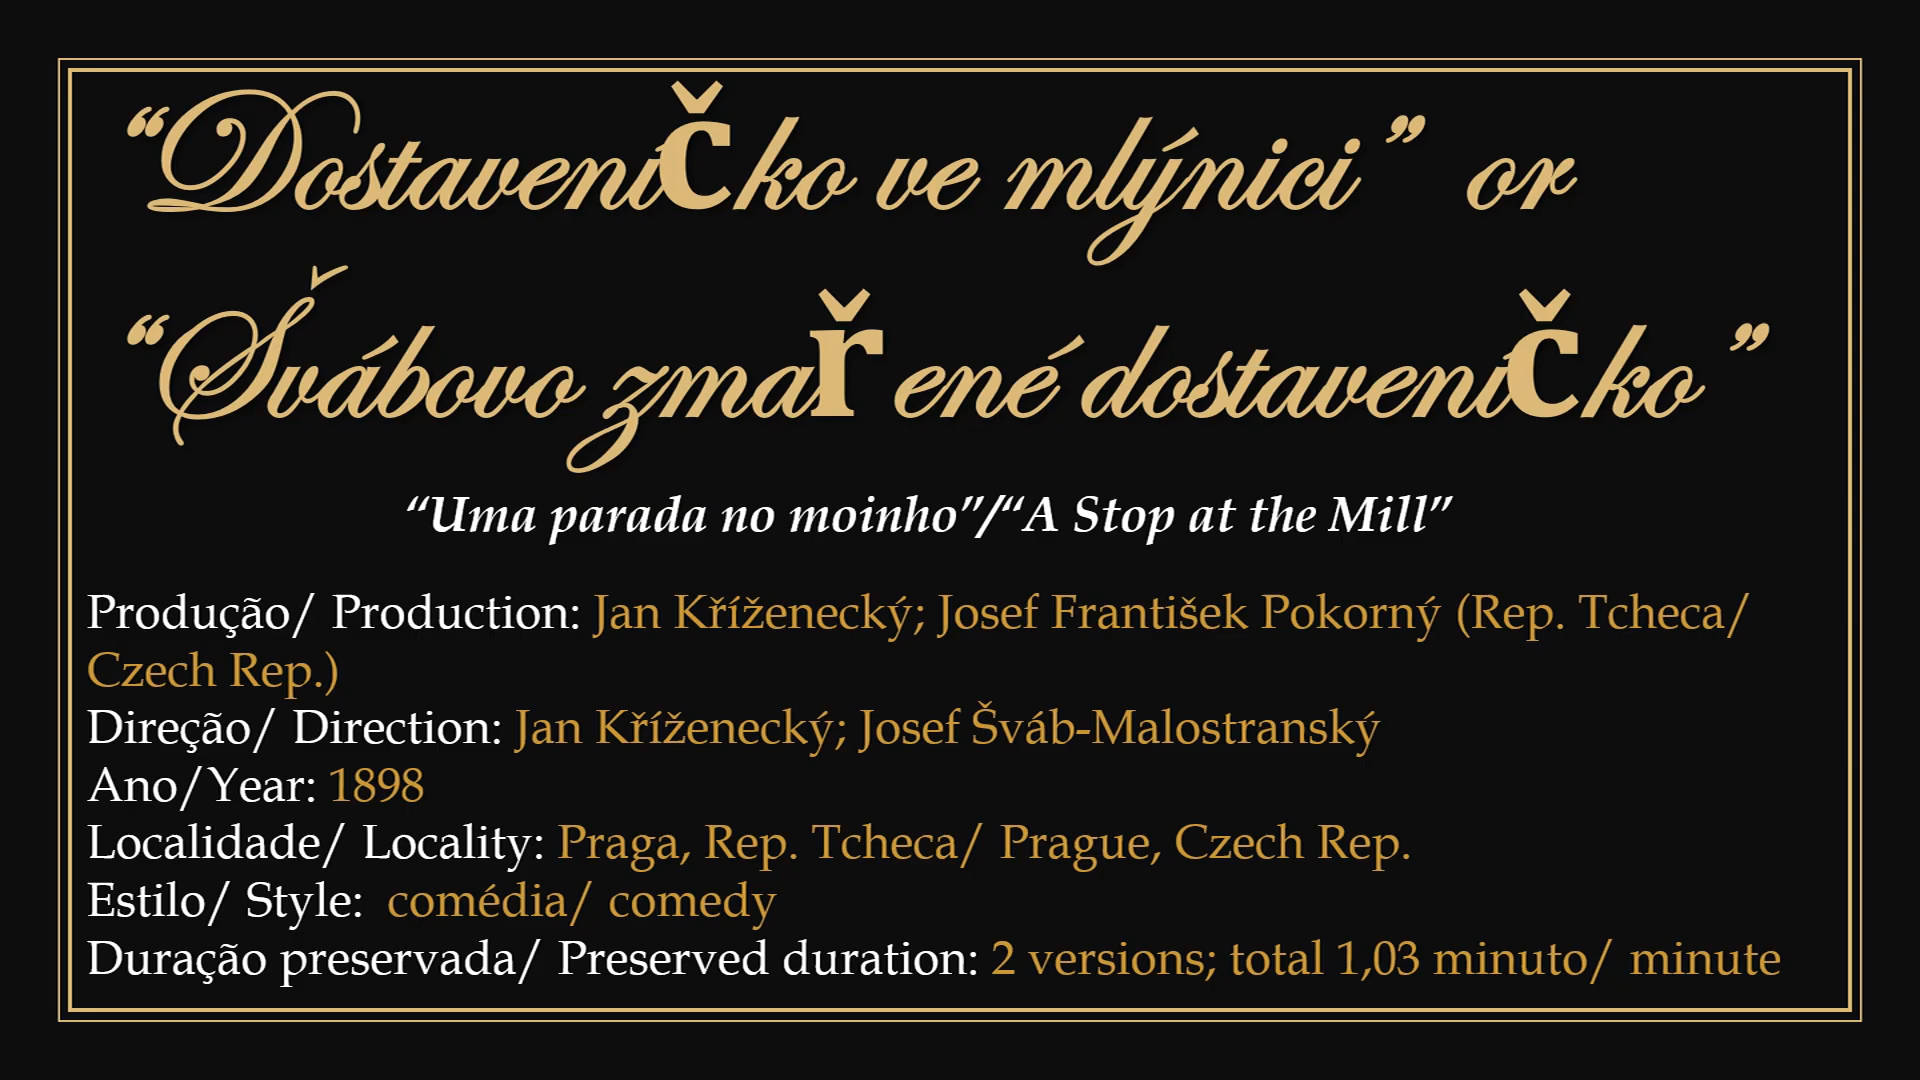 “Dostaveníčko ve mlýnici” or
“Švábovo zmařené dostaveníčko”
“Uma parada no moinho”/“A Stop at the Mill”
Produção/ Production: Jan Kříženecký; Josef František Pokorný (Rep. Tcheca/
Czech Rep.)
Direção/ Direction: Jan Kříženecký; Josef Šváb-Malostranský
Ano/Year: 1898
Localidade/ Locality: Praga, Rep. Tcheca/ Prague, Czech Rep.
Estilo/ Style: comédia/ comedy
Duração preservada/ Preserved duration: 2 versions; total 1,03 minuto/ minute